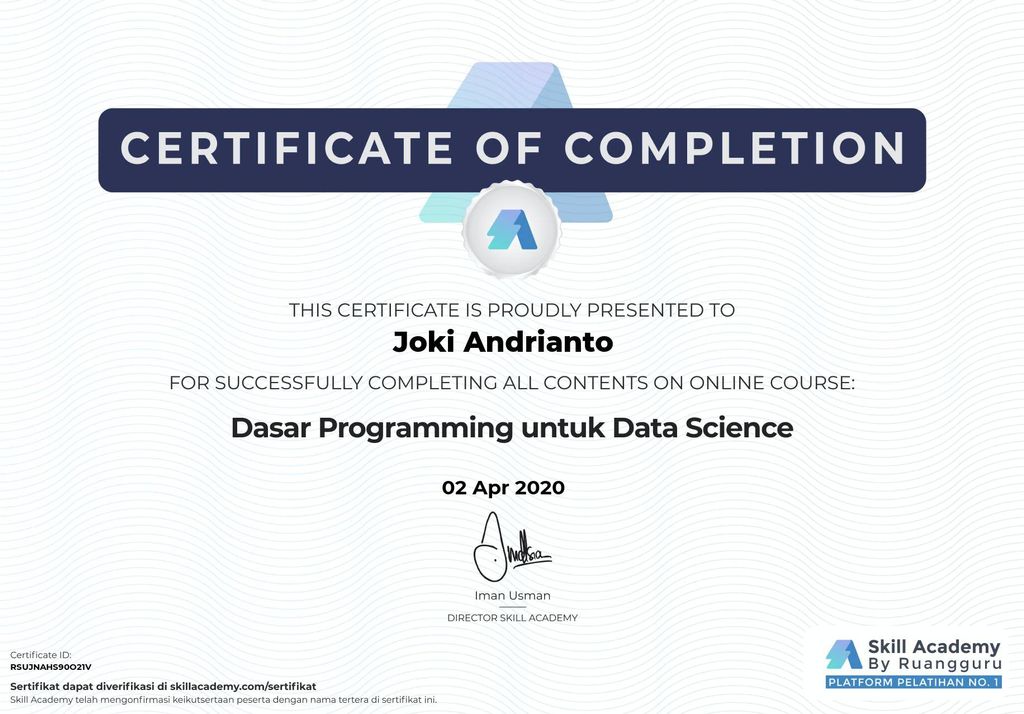 CERTIFICATE OF COMPLETION
THIS CERTIFICATE IS PROUDLY PRESENTED TO
Joki Andrianto
FOR SUCCESSFULLY COMPLETING ALL CONTENTS ON ONLINE COURSE:
Dasar Programming untuk Data Science
02 Apr 2020
Iman Usman
DIRECTOR SKILL ACADEMY
Certificate ID:
RSUJNAHS90O21V
Sertifikat dapat diverifikasi di skillacademy.com/sertifikat
Skill Academy telah mengonfirmasi keikutsertaan peserta dengan nama tertera di sertifikat ini.
Skill Academy
By Ruangguru
PLATFORM PELATIHAN NO. 1